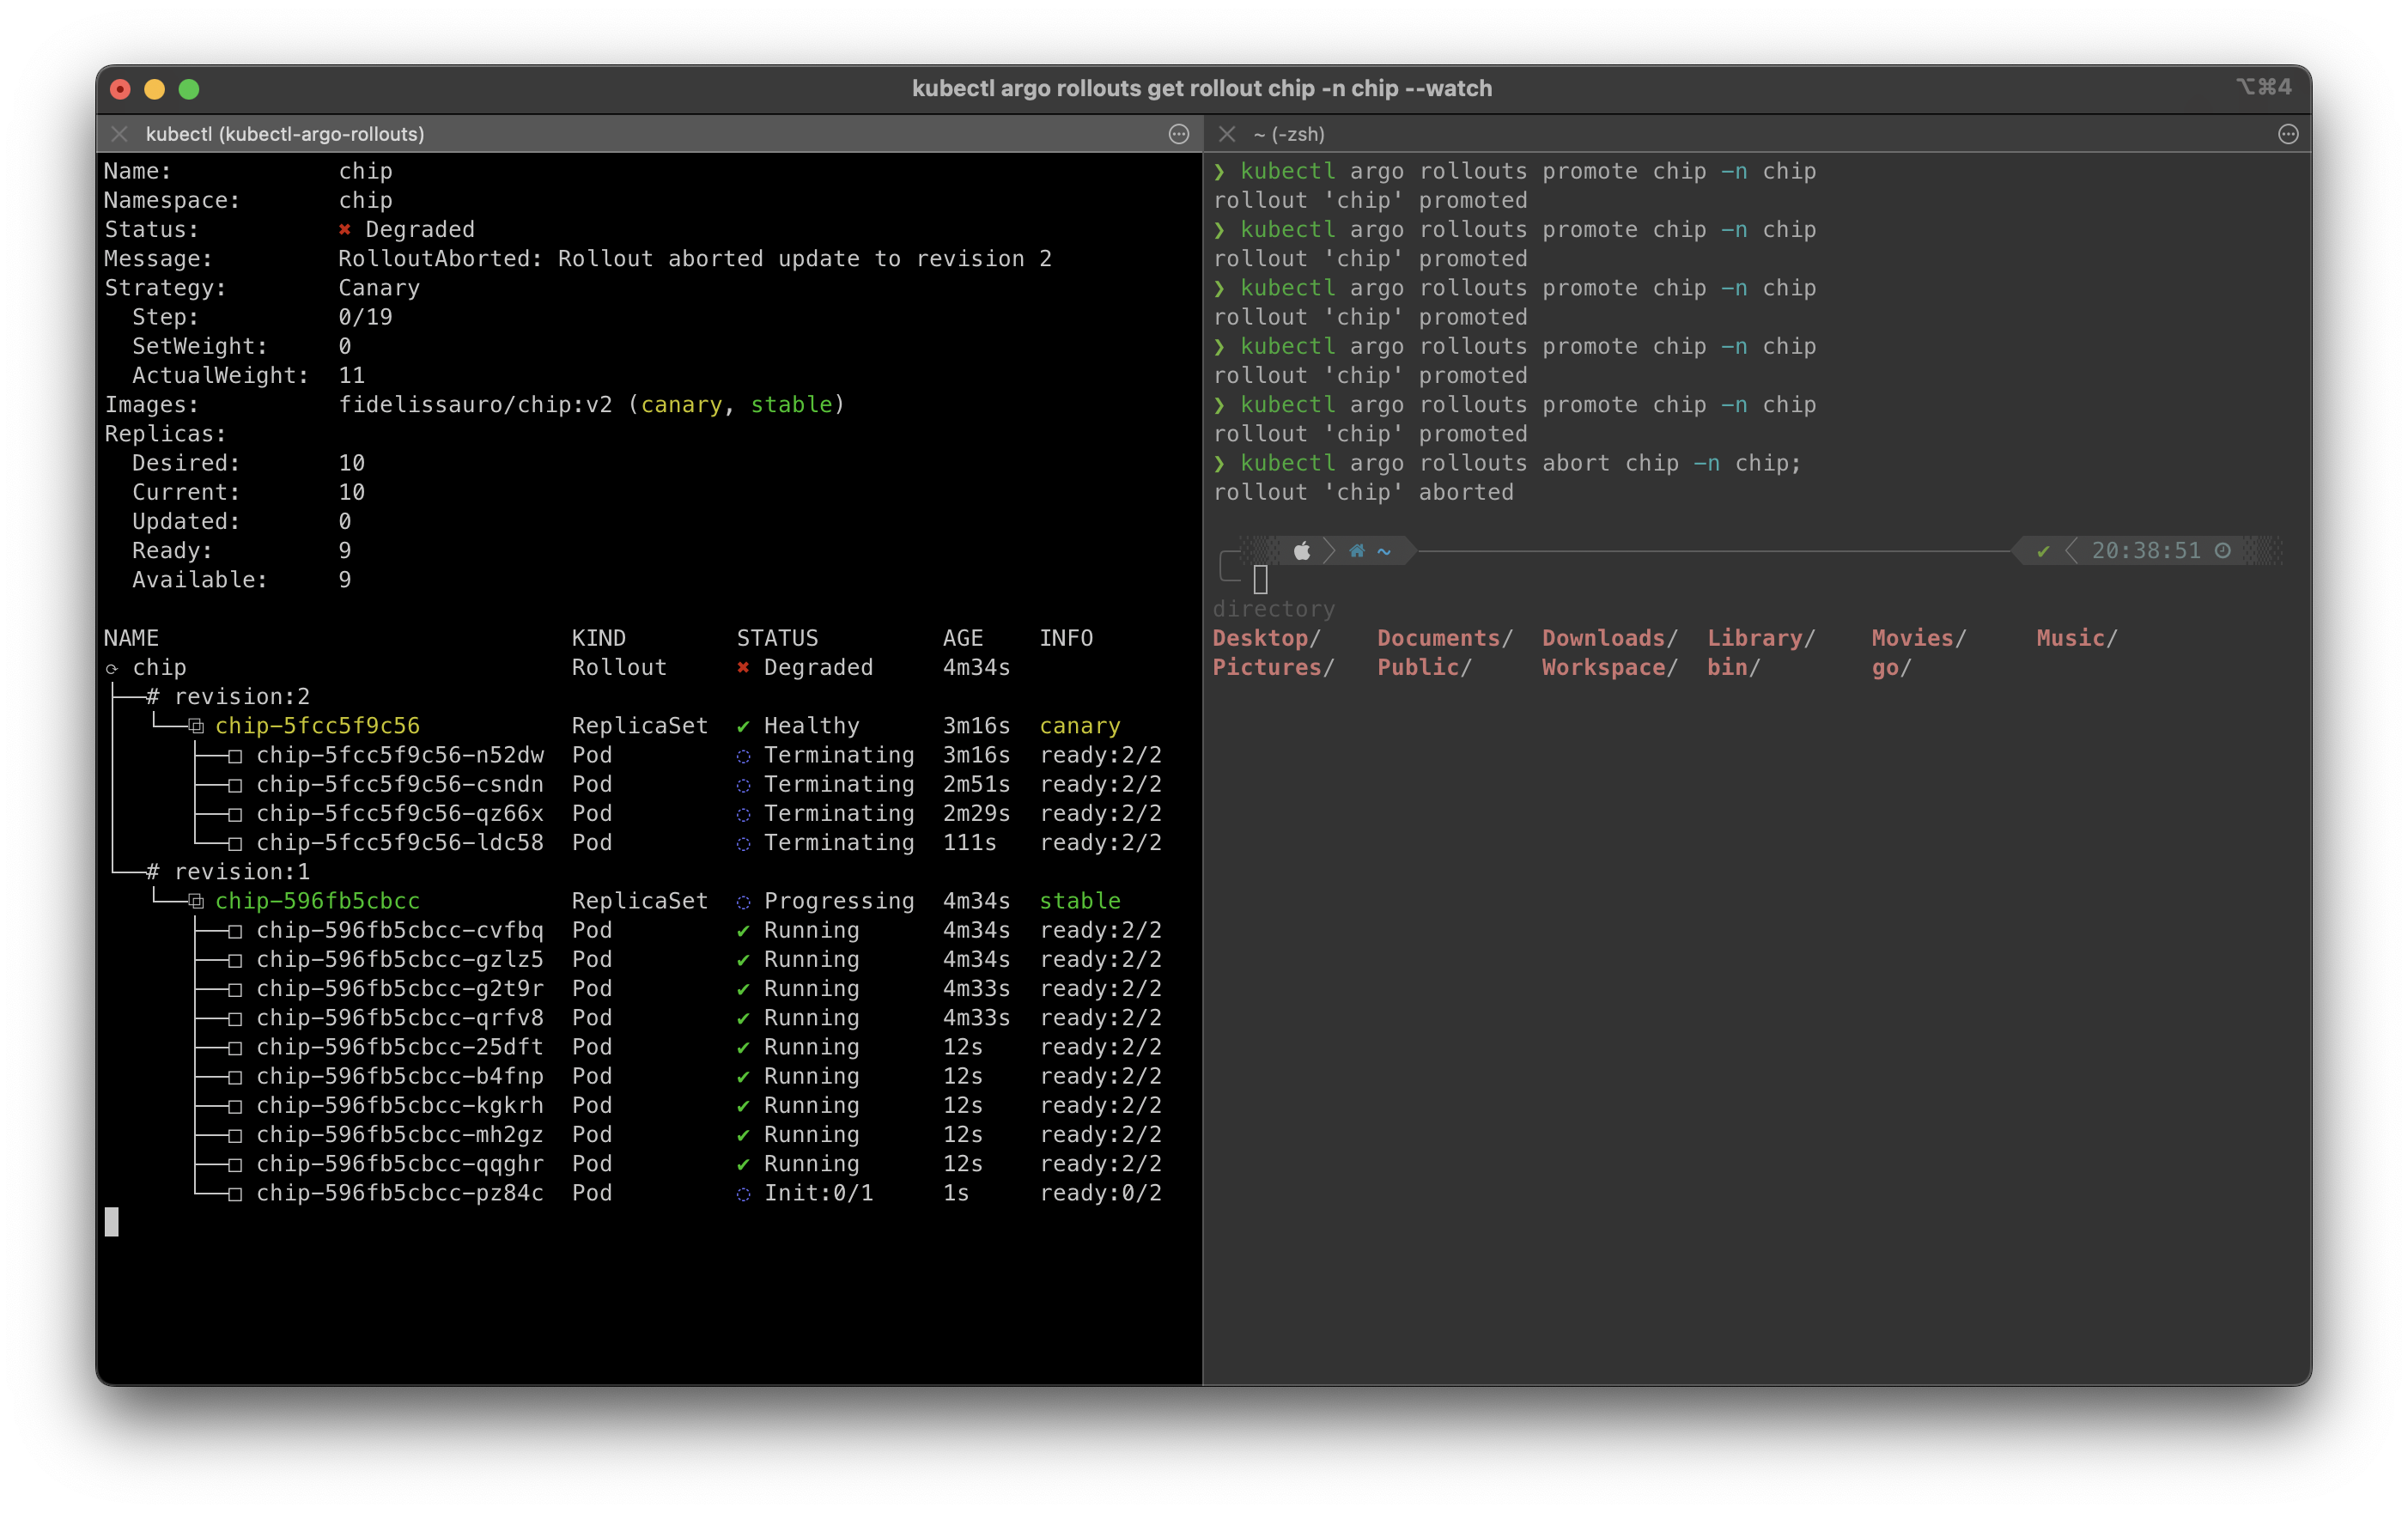 kubectl argo rollouts get rollout chip -n chip --watch
⌥⌘4
kubectl (kubectl-argo-rollouts)
Name: chip
Namespace: chip
Status: ✖ Degraded
Message: RolloutAborted: Rollout aborted update to revision 2
Strategy: Canary
Step: 0/19
SetWeight: 0
ActualWeight: 11
Images: fidelissauro/chip:v2 (canary, stable)
Replicas:
Desired: 10
Current: 10
Updated: 0
Ready: 9
Available: 9
NAME KIND STATUS AGE INFO
⟳ chip Rollout ✖ Degraded 4m34s
├──# revision:2
│  └──⧉ chip-5fcc5f9c56 ReplicaSet ✔ Healthy 3m16s canary
│     ├──□ chip-5fcc5f9c56-n52dw Pod ◌ Terminating 3m16s ready:2/2
│     ├──□ chip-5fcc5f9c56-csndn Pod ◌ Terminating 2m51s ready:2/2
│     ├──□ chip-5fcc5f9c56-qz66x Pod ◌ Terminating 2m29s ready:2/2
│     └──□ chip-5fcc5f9c56-ldc58 Pod ◌ Terminating 111s ready:2/2
└──# revision:1
   └──⧉ chip-596fb5cbcc ReplicaSet ◌ Progressing 4m34s stable
      ├──□ chip-596fb5cbcc-cvfbq Pod ✔ Running 4m34s ready:2/2
      ├──□ chip-596fb5cbcc-gzlz5 Pod ✔ Running 4m34s ready:2/2
      ├──□ chip-596fb5cbcc-g2t9r Pod ✔ Running 4m33s ready:2/2
      ├──□ chip-596fb5cbcc-qrfv8 Pod ✔ Running 4m33s ready:2/2
      ├──□ chip-596fb5cbcc-25dft Pod ✔ Running 12s ready:2/2
      ├──□ chip-596fb5cbcc-b4fnp Pod ✔ Running 12s ready:2/2
      ├──□ chip-596fb5cbcc-kgkrh Pod ✔ Running 12s ready:2/2
      ├──□ chip-596fb5cbcc-mh2gz Pod ✔ Running 12s ready:2/2
      ├──□ chip-596fb5cbcc-qqghr Pod ✔ Running 12s ready:2/2
      └──□ chip-596fb5cbcc-pz84c Pod ◌ Init:0/1 1s ready:0/2
~ (-zsh)
❯ kubectl argo rollouts promote chip -n chip
rollout 'chip' promoted
❯ kubectl argo rollouts promote chip -n chip
rollout 'chip' promoted
❯ kubectl argo rollouts promote chip -n chip
rollout 'chip' promoted
❯ kubectl argo rollouts promote chip -n chip
rollout 'chip' promoted
❯ kubectl argo rollouts promote chip -n chip
rollout 'chip' promoted
❯ kubectl argo rollouts abort chip -n chip;
rollout 'chip' aborted
~ ✔ 20:38:51
directory
Desktop/ Documents/ Downloads/ Library/ Movies/ Music/
Pictures/ Public/ Workspace/ bin/ go/